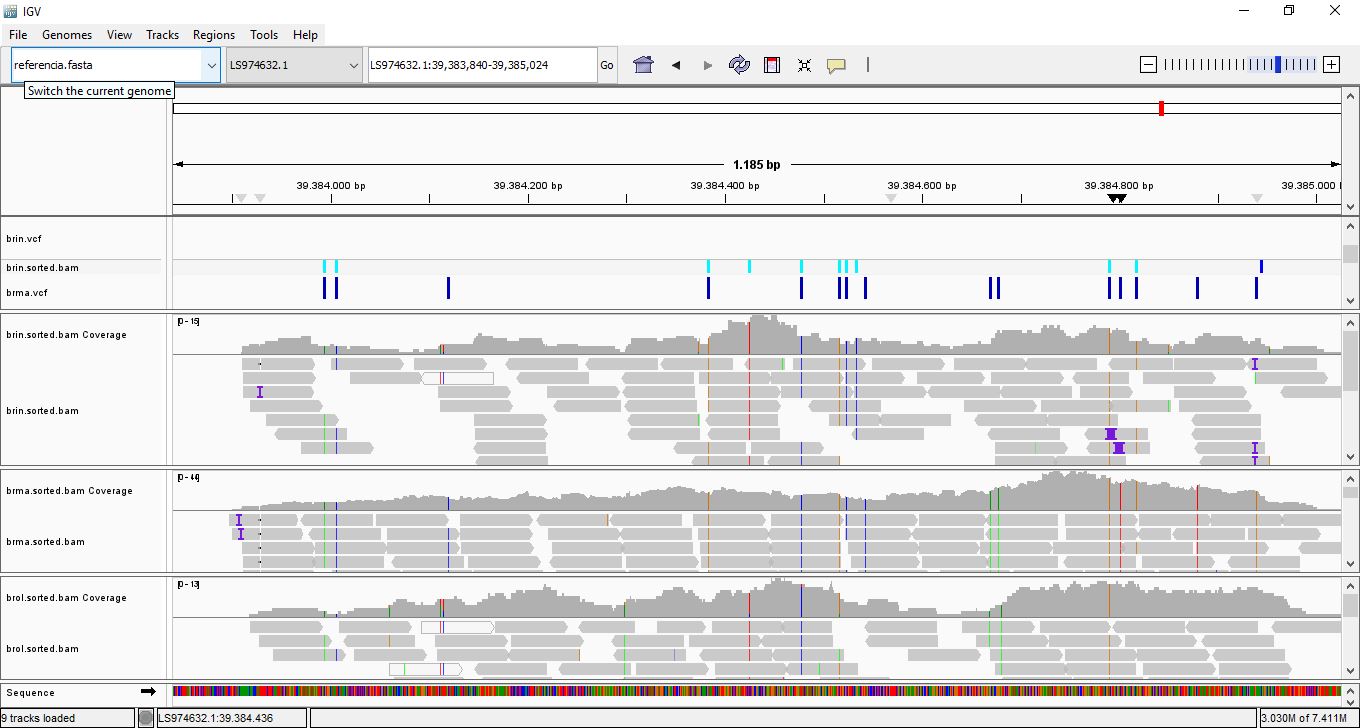 IGV
File Genomes View Tracks Regions Tools Help
referencia.fasta LS974632.1 LS974632.1:39,383,840-39,385,024 Go
Switch the current genome
1.185 bp
39.384.000 bp 39.384.200 bp 39.384.400 bp 39.384.600 bp 39.384.800 bp 39.385.000 l
brin.vcf
brin.sorted.bam
brma.vcf
[0 - 15]
brin.sorted.bam Coverage
brin.sorted.bam
[0 - 44]
brma.sorted.bam Coverage
brma.sorted.bam
[0 - 13]
brol.sorted.bam Coverage
brol.sorted.bam
Sequence
9 tracks loaded LS974632.1:39.384.436 3.030M of 7.411M